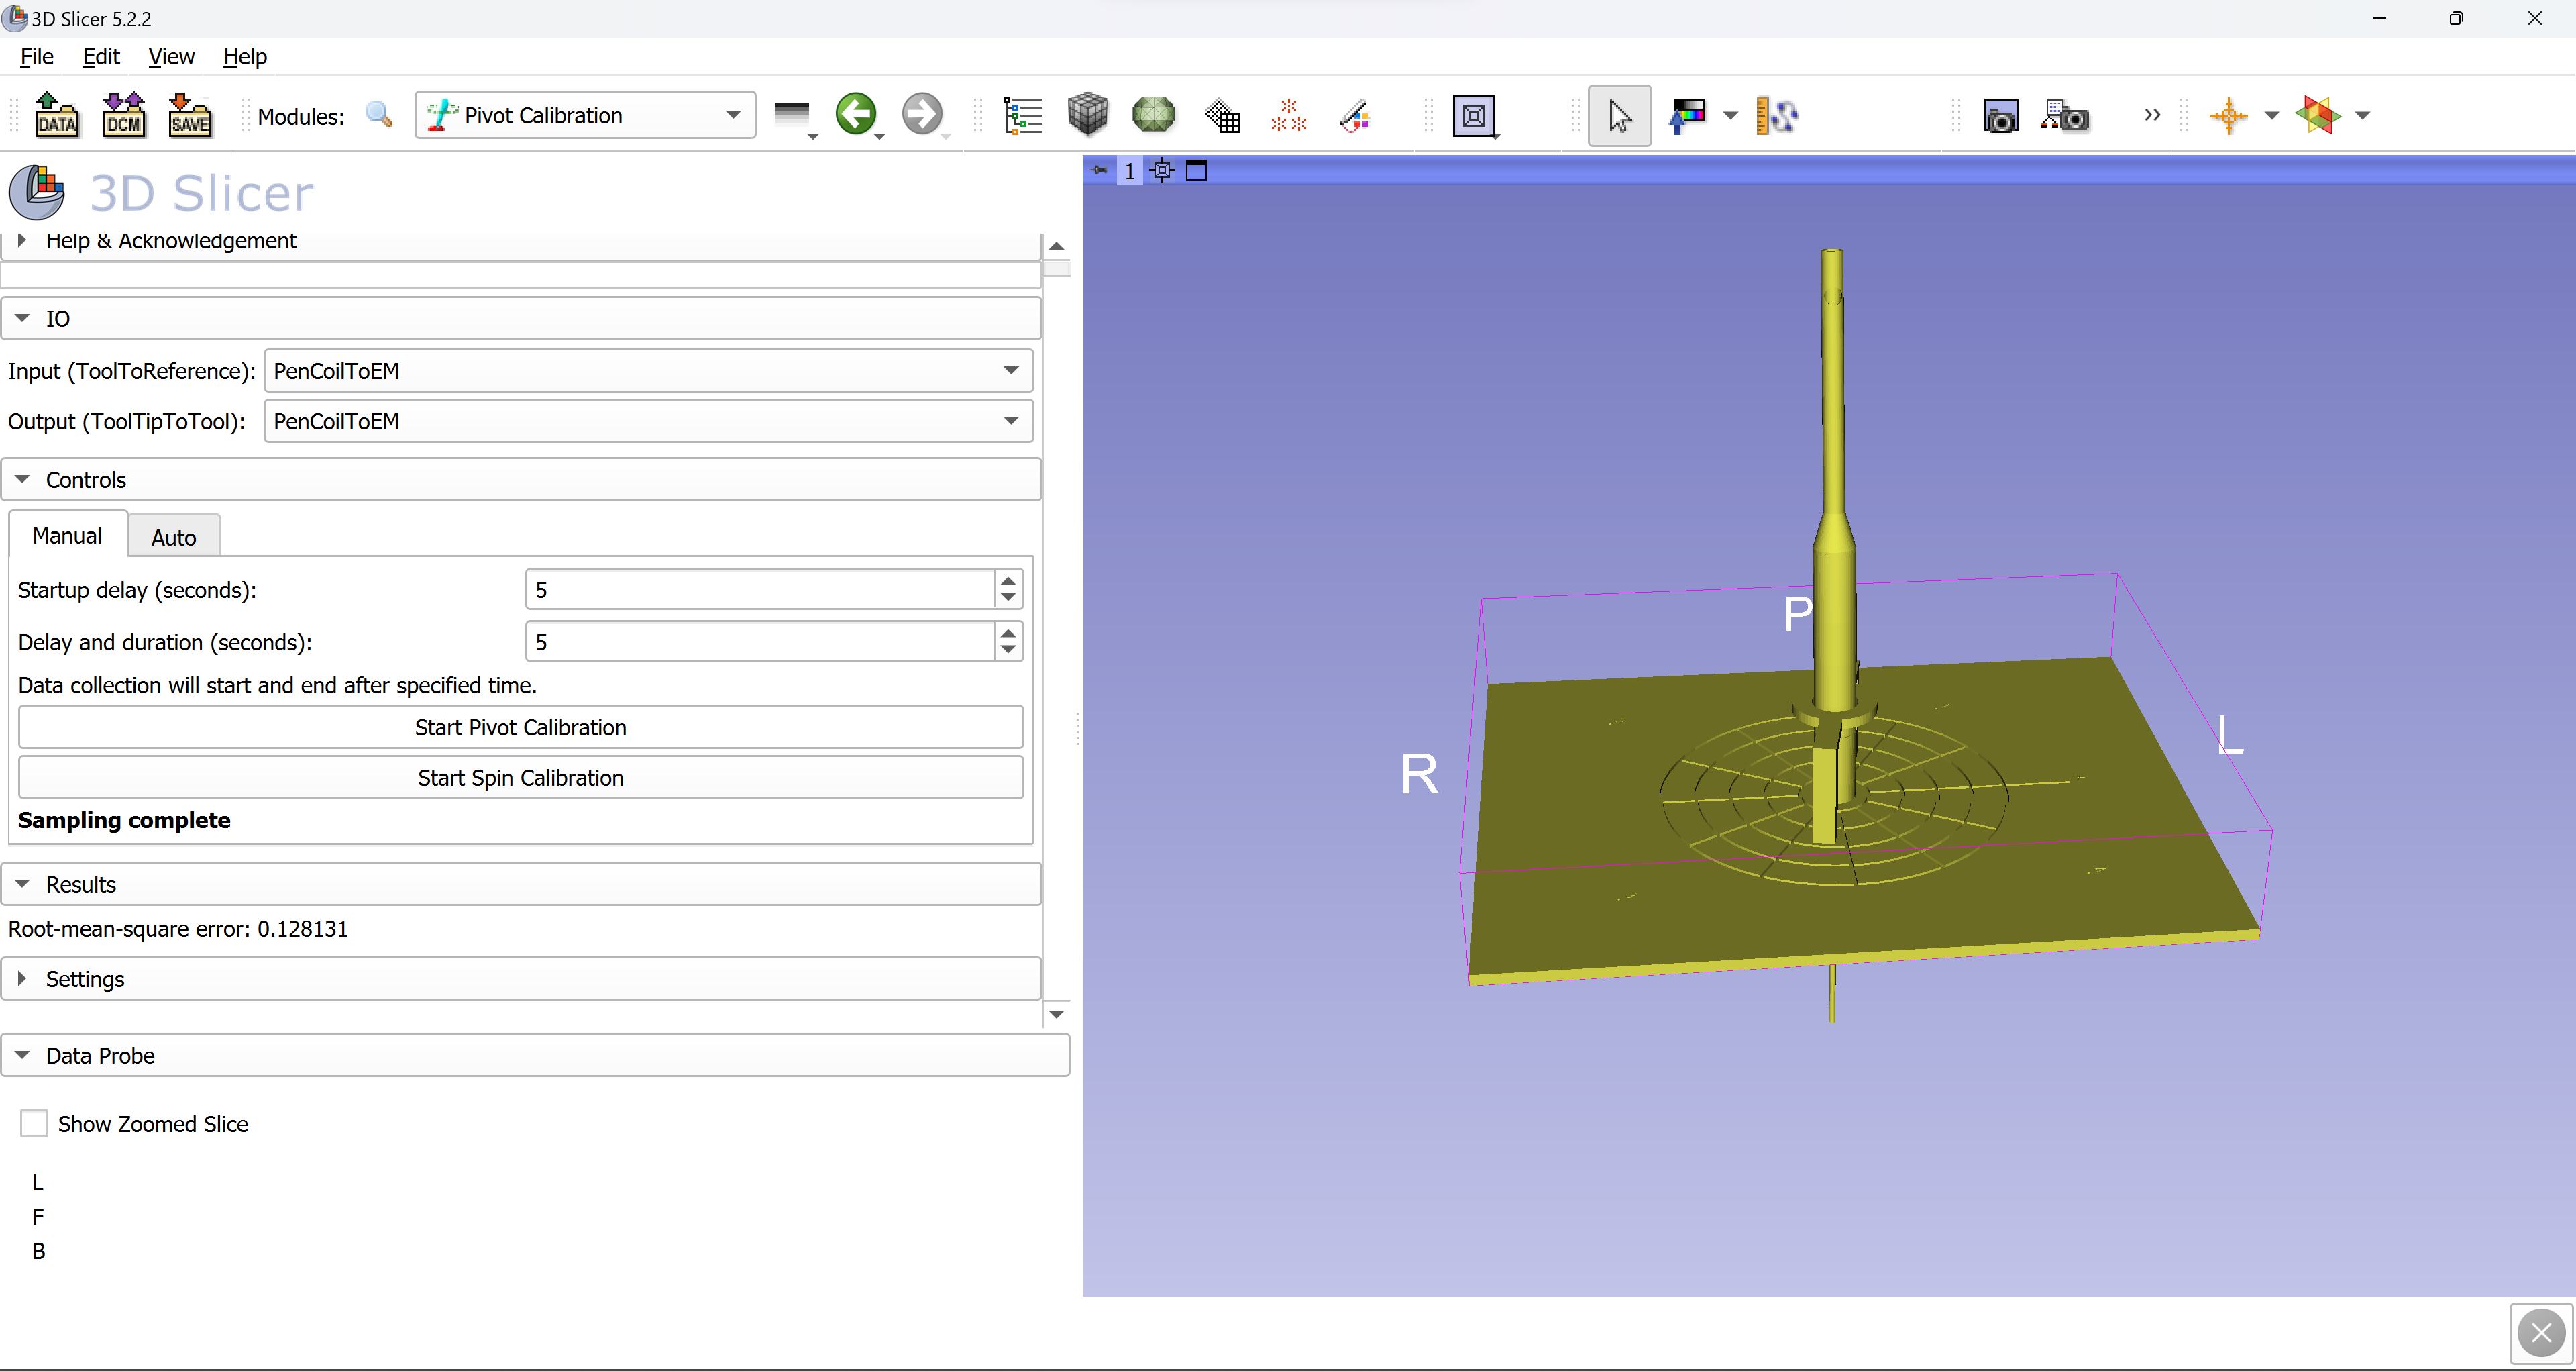 3D Slicer 5.2.2
File Edit View Help
DATA DCM SAVE Modules: Pivot Calibration
1
3D Slicer
Help & Acknowledgement
IO
Input (ToolToReference): PenCoilToEM
Output (ToolTipToTool): PenCoilToEM
Controls
Manual Auto
Startup delay (seconds): 5
Delay and duration (seconds): 5
Data collection will start and end after specified time.
Start Pivot Calibration
Start Spin Calibration
Sampling complete
Results
Root-mean-square error: 0.128131
Settings
Data Probe
Show Zoomed Slice
L
F
B
P
R
L